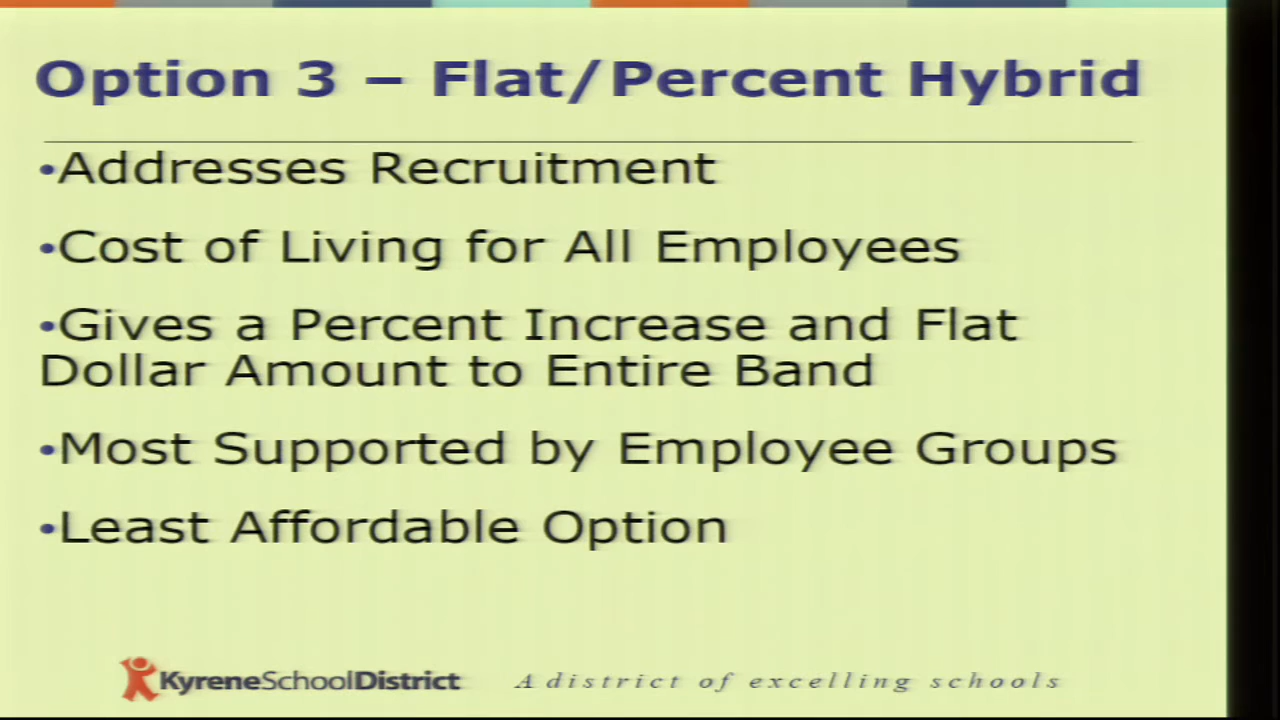 Option 3 – Flat/Percent Hybrid
•Addresses Recruitment
•Cost of Living for All Employees
•Gives a Percent Increase and Flat
Dollar Amount to Entire Band
•Most Supported by Employee Groups
•Least Affordable Option
KyreneSchoolDistrict A district of excelling schools